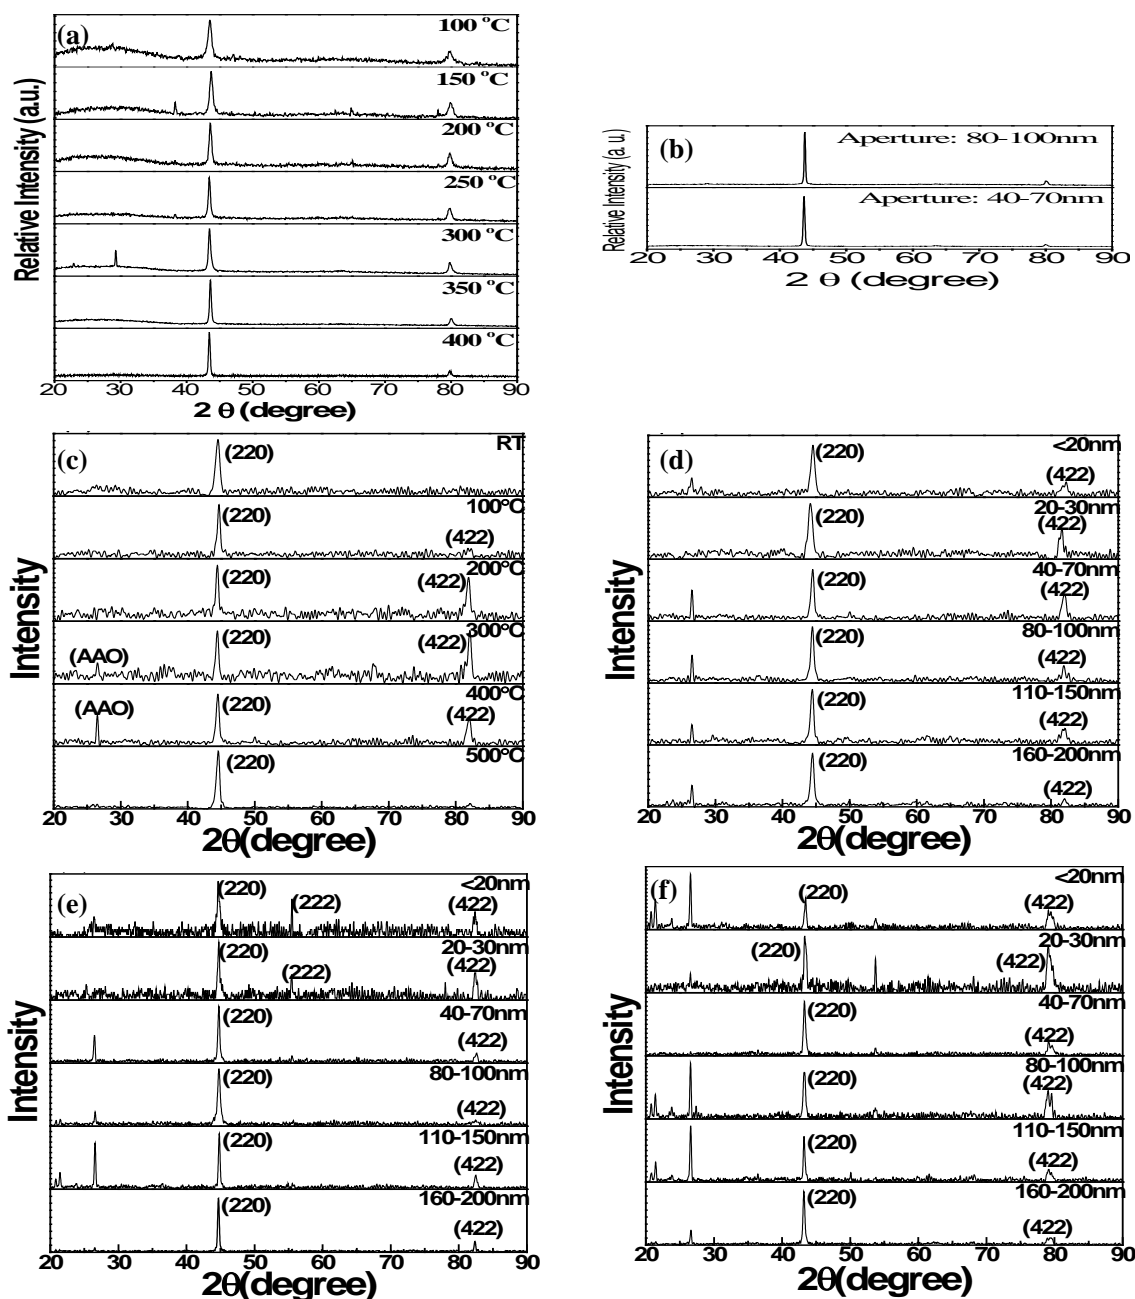 (a)
100 °C
150 °C
200 °C
250 °C
300 °C
350 °C
400 °C
Relative Intensity (a.u.)
20 30 40 50 60 70 80 90
2 θ (degree)
(b)
Aperture: 80-100nm
Aperture: 40-70nm
Relative Intensity (a. u.)
20 30 40 50 60 70 80 90
2 θ (degree)
(c)
RT
(220)
100°C
(220)
(422)
200°C
(220)
(422)
300°C
(AAO)
(220)
(422)
400°C
(AAO)
(220)
(422)
500°C
(220)
Intensity
20 30 40 50 60 70 80 90
2θ(degree)
(d)
<20nm
(220)
(422)
20-30nm
(220)
(422)
40-70nm
(220)
(422)
80-100nm
(220)
(422)
110-150nm
(220)
(422)
160-200nm
(220)
(422)
Intensity
20 30 40 50 60 70 80 90
2θ(degree)
(e)
<20nm
(220)
(222)
(422)
20-30nm
(220)
(222)
(422)
40-70nm
(220)
(422)
80-100nm
(220)
(422)
110-150nm
(220)
(422)
160-200nm
(220)
(422)
Intensity
20 30 40 50 60 70 80 90
2θ(degree)
(f)
<20nm
(220)
(422)
20-30nm
(220)
(422)
40-70nm
(220)
(422)
80-100nm
(220)
(422)
110-150nm
(220)
(422)
160-200nm
(220)
(422)
Intensity
20 30 40 50 60 70 80 90
2θ(degree)